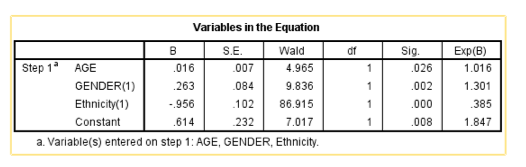 Variables in the Equation
B S.E. Wald df Sig. Exp(B)
Step 1a AGE .016 .007 4.965 1 .026 1.016
GENDER(1) .263 .084 9.836 1 .002 1.301
Ethnicity(1) -.956 .102 86.915 1 .000 .385
Constant .614 .232 7.017 1 .008 1.847
a. Variable(s) entered on step 1: AGE, GENDER, Ethnicity.